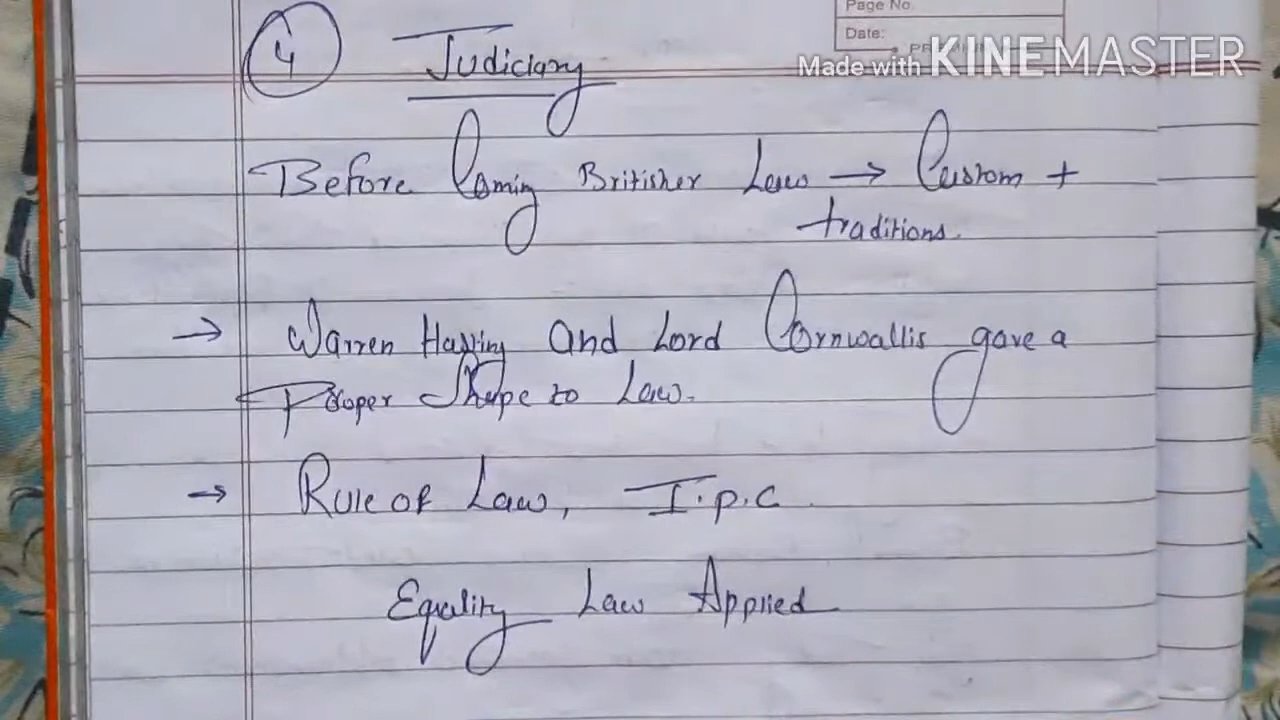 Page No.
Date:
Made with KINEMASTER
4 Judiciary
Before Coming Britisher Law → Custom +
traditions.
→ Warren Hasting and Lord Cornwallis gave a
Proper Shape to Law.
→ Rule of Law, I.p.c.
Equality Law Applied